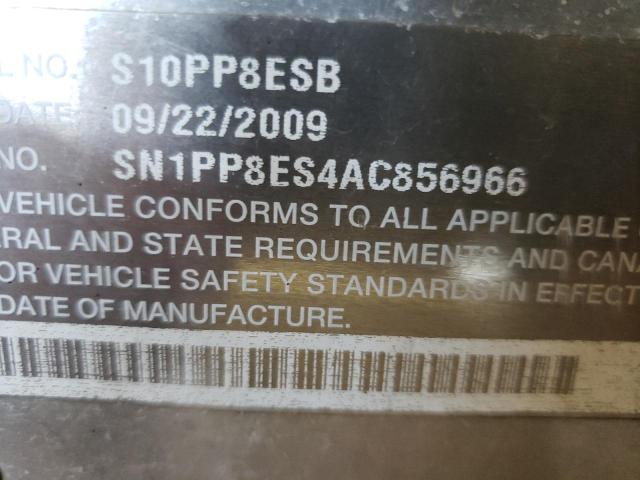 L NO. S10PP8ESB
DATE 09/22/2009
NO. SN1PP8ES4AC856966
VEHICLE CONFORMS TO ALL APPLICABLE
ERAL AND STATE REQUIREMENTS AND CANA
OR VEHICLE SAFETY STANDARDS IN EFFECT
DATE OF MANUFACTURE.